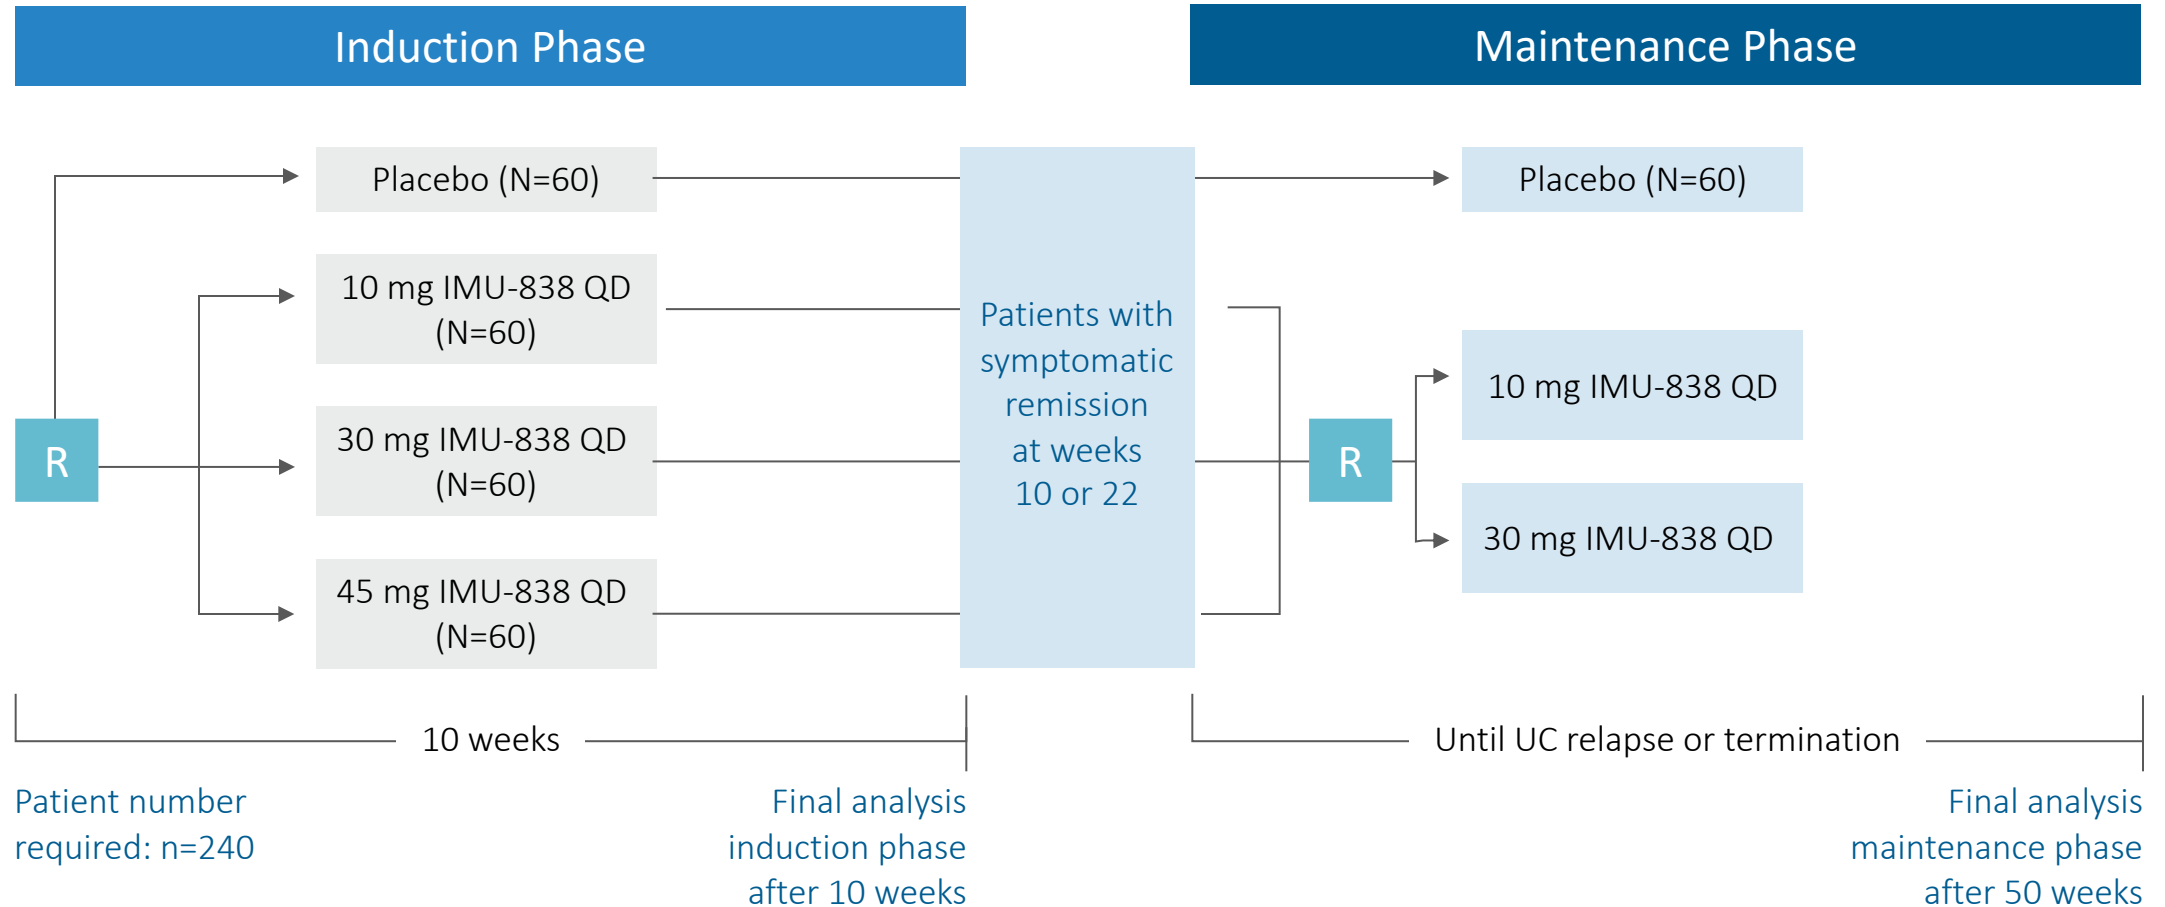 Induction Phase
Maintenance Phase
Placebo (N=60)
10 mg IMU-838 QD
(N=60)
30 mg IMU-838 QD
(N=60)
45 mg IMU-838 QD
(N=60)
R
Patients with
symptomatic
remission
at weeks
10 or 22
Placebo (N=60)
R
10 mg IMU-838 QD
30 mg IMU-838 QD
10 weeks
Until UC relapse or termination
Patient number
required: n=240
Final analysis
induction phase
after 10 weeks
Final analysis
maintenance phase
after 50 weeks